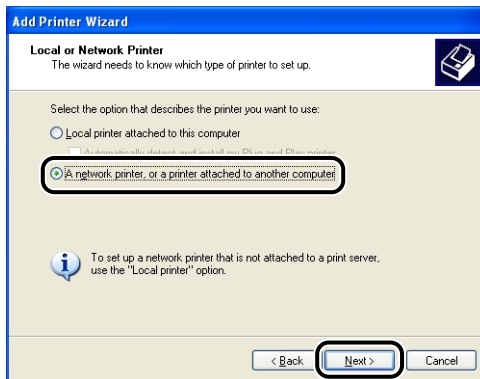 Add Printer Wizard
Local or Network Printer
The wizard needs to know which type of printer to set up.
Select the option that describes the printer you want to use:
Local printer attached to this computer
Automatically detect and install my Plug and Play printer
A network printer, or a printer attached to another computer
To set up a network printer that is not attached to a print server,
use the "Local printer" option.
< Back Next > Cancel